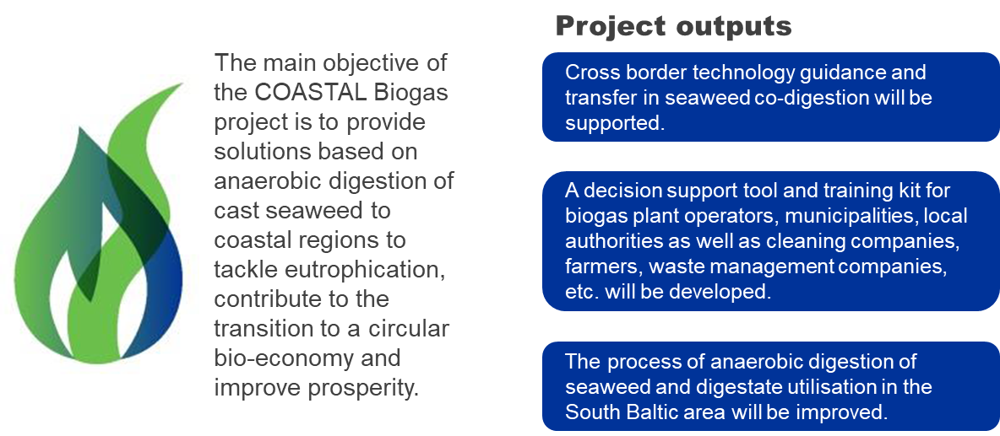 The main objective of
the COASTAL Biogas
project is to provide
solutions based on
anaerobic digestion of
cast seaweed to
coastal regions to
tackle eutrophication,
contribute to the
transition to a circular
bio-economy and
improve prosperity.
Project outputs
Cross border technology guidance and
transfer in seaweed co-digestion will be
supported.
A decision support tool and training kit for
biogas plant operators, municipalities, local
authorities as well as cleaning companies,
farmers, waste management companies,
etc. will be developed.
The process of anaerobic digestion of
seaweed and digestate utilisation in the
South Baltic area will be improved.